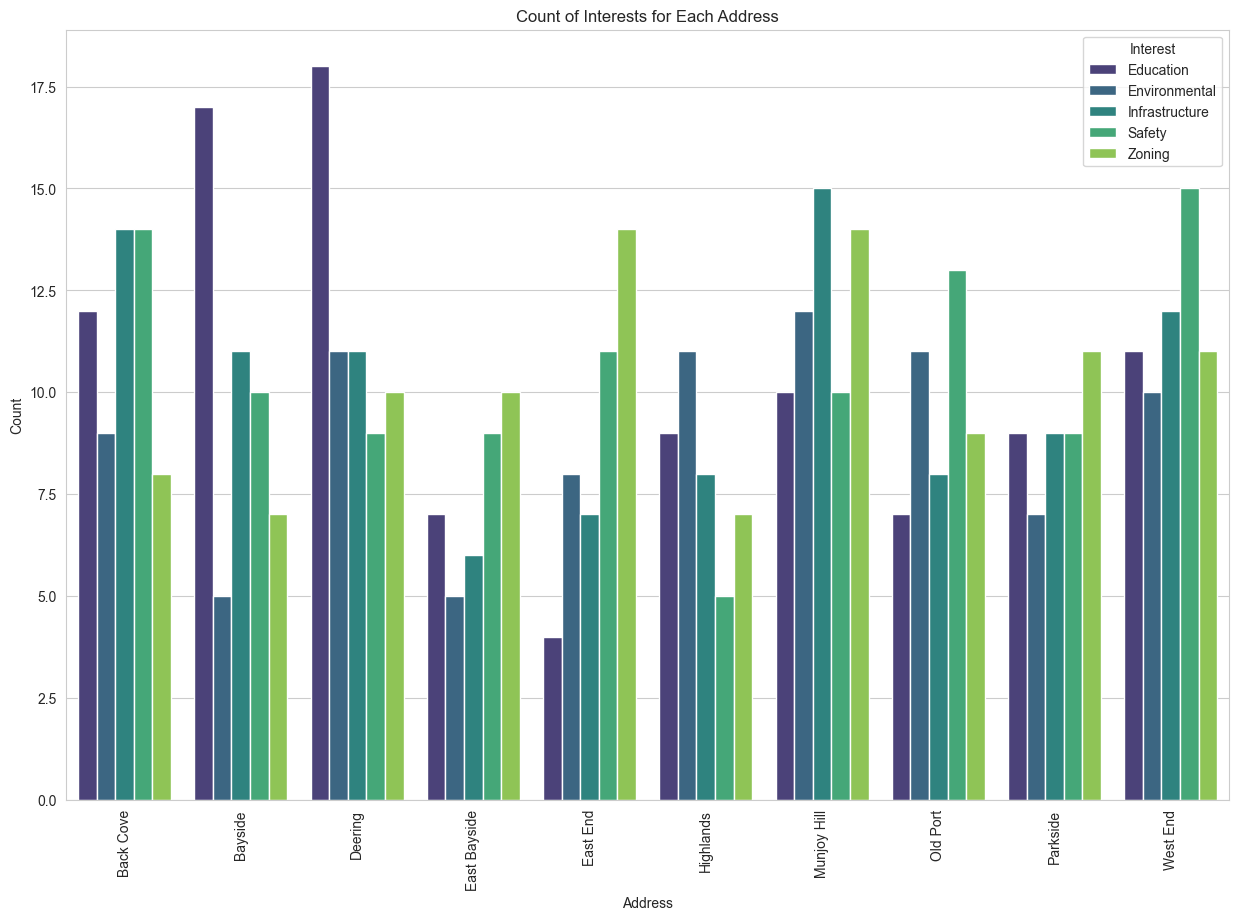 Count of Interests for Each Address
Interest
Education
Environmental
Infrastructure
Safety
Zoning
17.5
15.0
12.5
10.0
7.5
5.0
2.5
0.0
Count
Back Cove
Bayside
Deering
East Bayside
East End
Highlands
Munjoy Hill
Old Port
Parkside
West End
Address